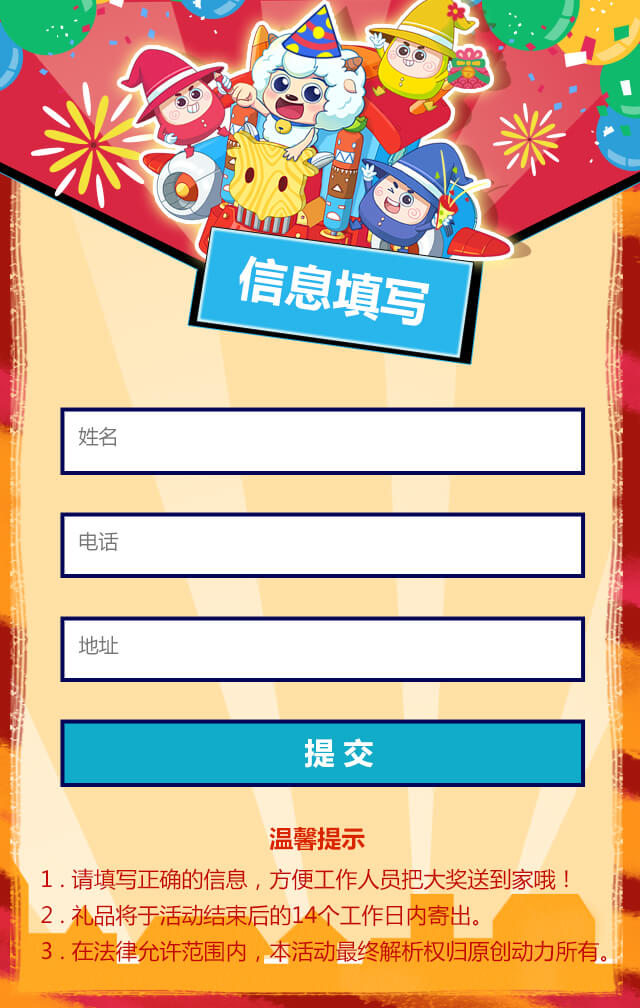 信息填写
姓名
电话
地址
提 交
温馨提示
1 . 请填写正确的信息，方便工作人员把大奖送到家哦！
2 . 礼品将于活动结束后的14个工作日内寄出。
3 . 在法律允许范围内，本活动最终解析权归原创动力所有。